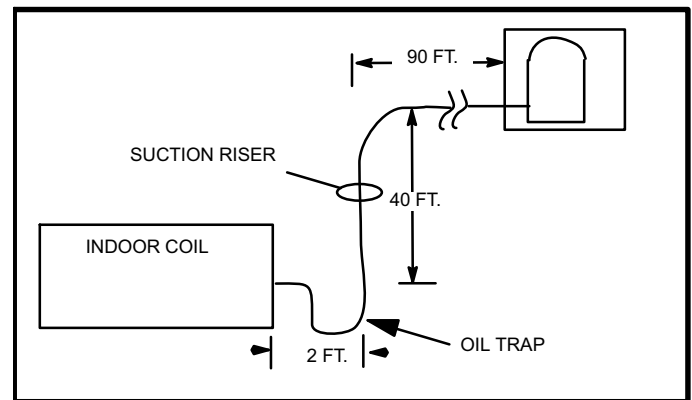 90 FT.
SUCTION RISER
40 FT.
INDOOR COIL
OIL TRAP
2 FT.